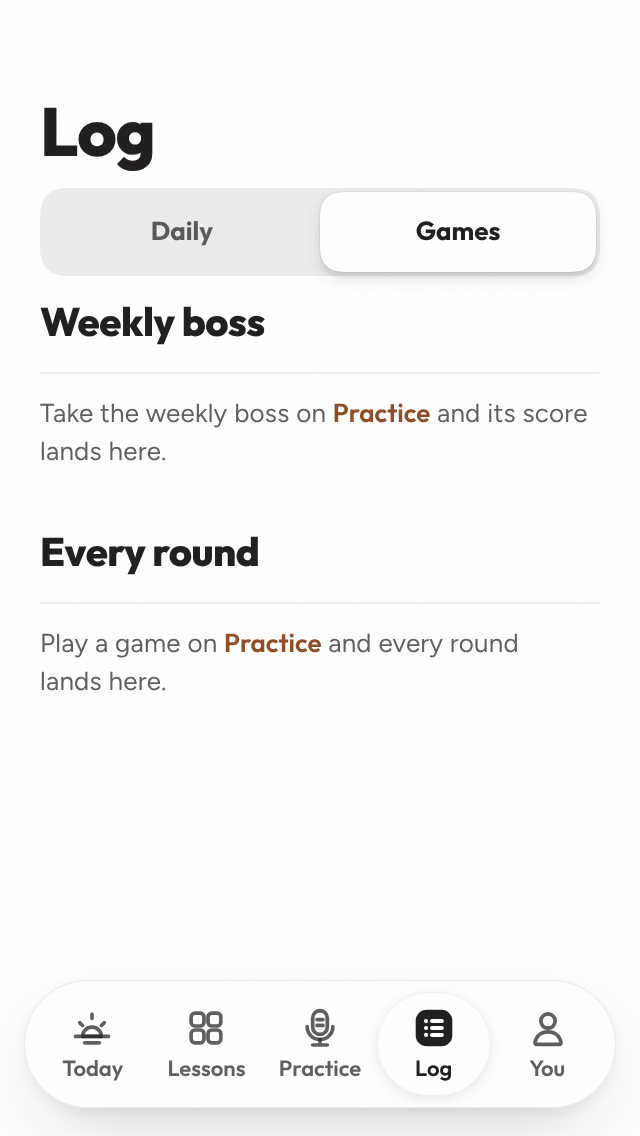 Log
Daily
Games
Weekly boss
Take the weekly boss on Practice and its score
lands here.
Every round
Play a game on Practice and every round
lands here.
Today
Lessons
Practice
Log
You